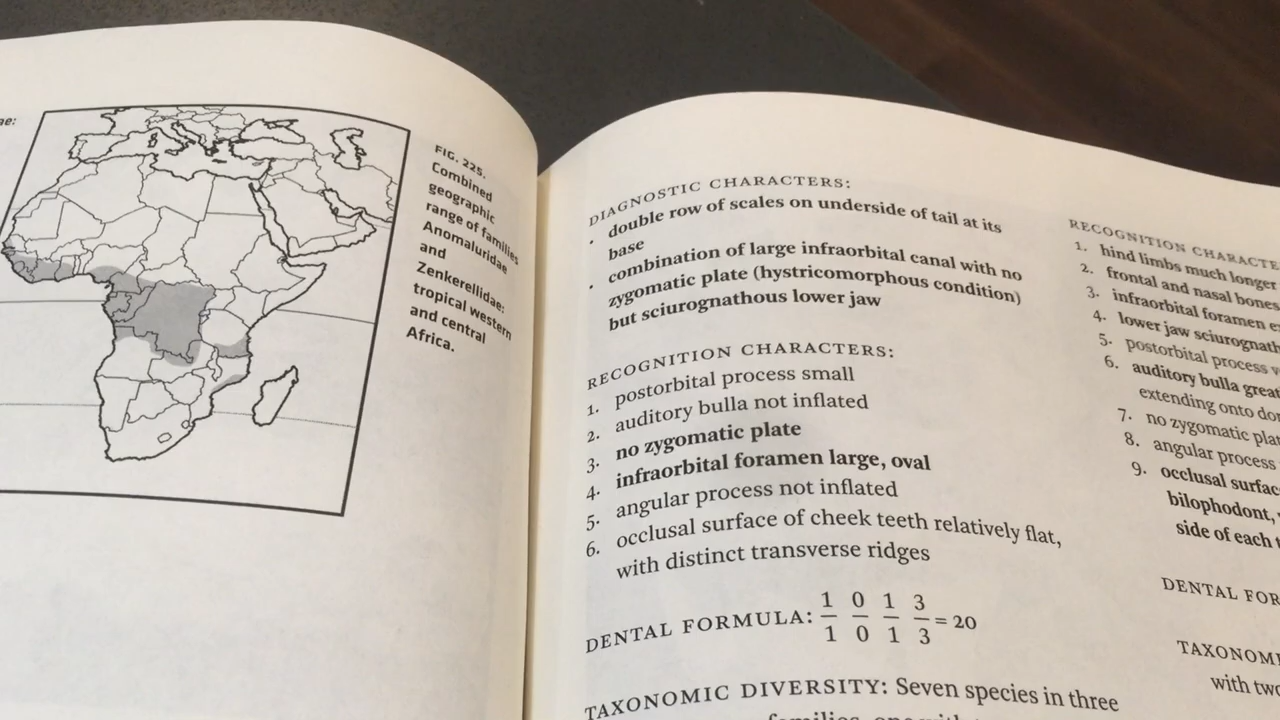 ae:
FIG. 225.
Combined
geographic
range of families
Anomaluridae
and
Zenkerellidae:
tropical western
and central
Africa.
DIAGNOSTIC CHARACTERS:
· double row of scales on underside of tail at its
base
· combination of large infraorbital canal with no
zygomatic plate (hystricomorphous condition)
but sciurognathous lower jaw
RECOGNITION CHARACTERS:
1. postorbital process small
2. auditory bulla not inflated
3. no zygomatic plate
4. infraorbital foramen large, oval
5. angular process not inflated
6. occlusal surface of cheek teeth relatively flat,
with distinct transverse ridges
DENTAL FORMULA: 1/1 0/0 1/1 3/3 = 20
TAXONOMIC DIVERSITY: Seven species in three
families, one with
RECOGNITION CHARACTE
1. hind limbs much longer
2. frontal and nasal bones
3. infraorbital foramen e
4. lower jaw sciurognath
5. postorbital process v
6. auditory bulla great
extending onto dor
7. no zygomatic plat
8. angular process
9. occlusal surfac
bilophodont,
side of each t
DENTAL FOR
TAXONOM
with two